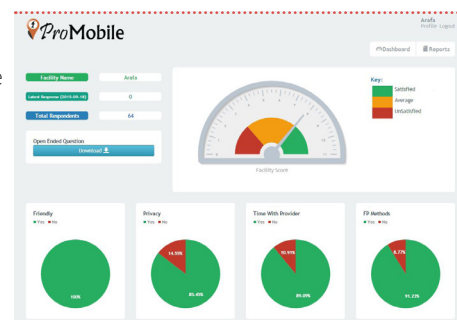 ProMobile
Arafa
Profile Logout
Dashboard
Reports
e
Facility Name
Arafa
Latest Response (2015-09-10)
0
Total Respondents
64
Open Ended Question
Download
Facility Score
Key:
Satisfied
Average
Unsatisfied
Friendly
Yes No
100%
Privacy
Yes No
14.55%
85.45%
Time With Provider
Yes No
10.91%
89.09%
FP Methods
Yes No
8.77%
91.23%